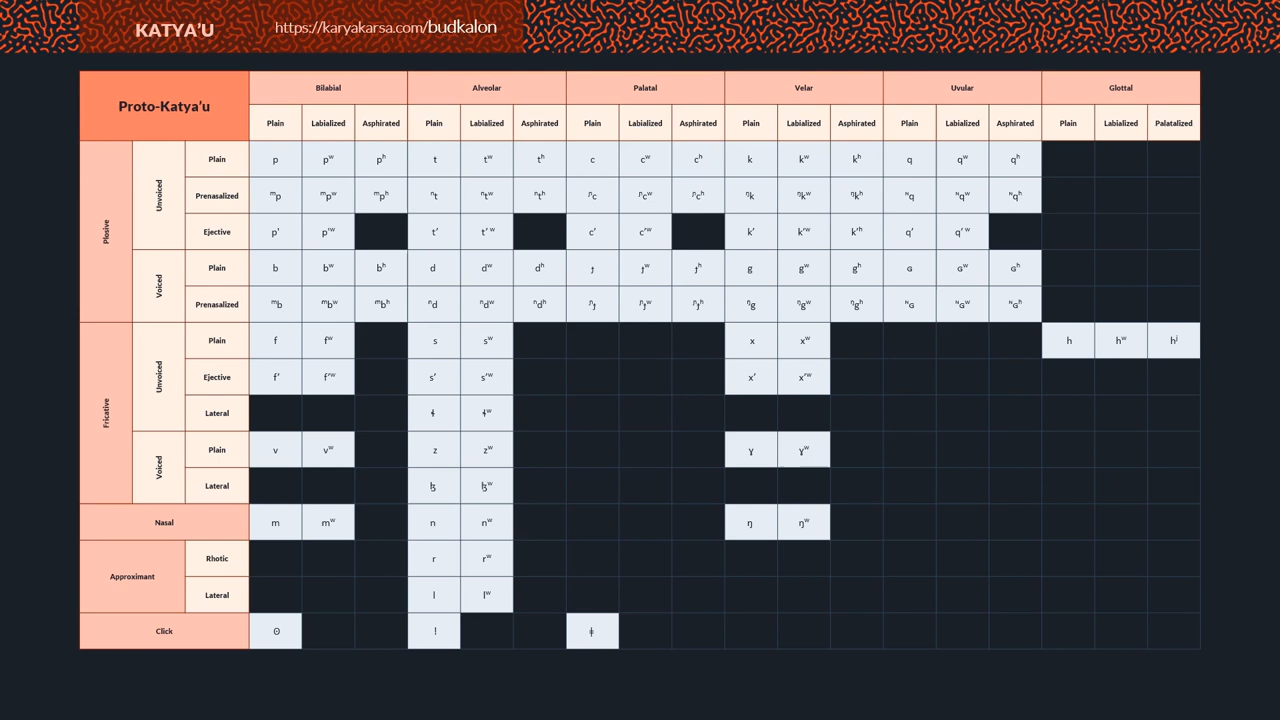 KATYA'U
https://karyakarsa.com/budkalon
Proto-Katya'u
Bilabial Alveolar Palatal Velar Uvular Glottal
Plain Labialized Asphirated Plain Labialized Asphirated Plain Labialized Asphirated Plain Labialized Asphirated Plain Labialized Asphirated Plain Labialized Palatalized
Plosive
Unvoiced
Plain p pʷ pʰ t tʷ tʰ c cʷ cʰ k kʷ kʰ q qʷ qʰ
Prenasalized ᵐp ᵐpʷ ᵐpʰ ⁿt ⁿtʷ ⁿtʰ ᶮc ᶮcʷ ᶮcʰ ᵑk ᵑkʷ ᵑkʰ ᶰq ᶰqʷ ᶰqʰ
Ejective p' p'ʷ t' t' ʷ c' c'ʷ k' k'ʷ k'ʰ q' q' ʷ
Voiced
Plain b bʷ bʰ d dʷ dʰ ɟ ɟʷ ɟʰ g gʷ gʰ ɢ ɢʷ ɢʰ
Prenasalized ᵐb ᵐbʷ ᵐbʰ ⁿd ⁿdʷ ⁿdʰ ᶮɟ ᶮɟʷ ᶮɟʰ ᵑg ᵑgʷ ᵑgʰ ᶰɢ ᶰɢʷ ᶰɢʰ
Fricative
Unvoiced
Plain f fʷ s sʷ x xʷ h hʷ hʲ
Ejective f' f'ʷ s' s'ʷ x' x'ʷ
Lateral ɬ ɬʷ
Voiced
Plain v vʷ z zʷ ɣ ɣʷ
Lateral ɮ ɮʷ
Nasal m mʷ n nʷ ŋ ŋʷ
Approximant
Rhotic r rʷ
Lateral l lʷ
Click ʘ ! ǂ